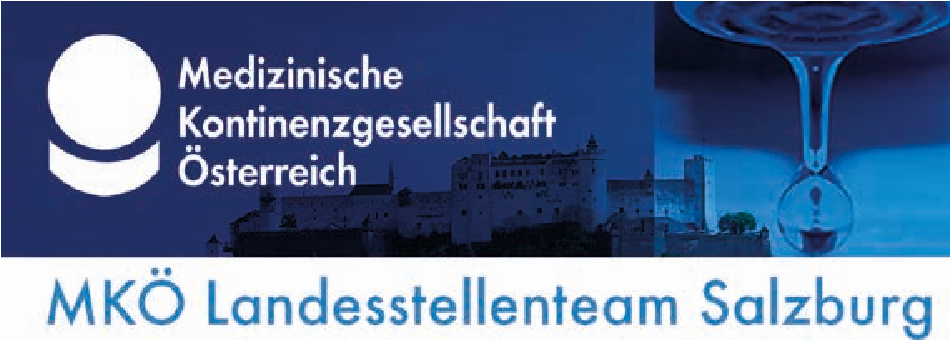 Medizinische
Kontinenzgesellschaft
Österreich
MKÖ Landesstellenteam Salzburg